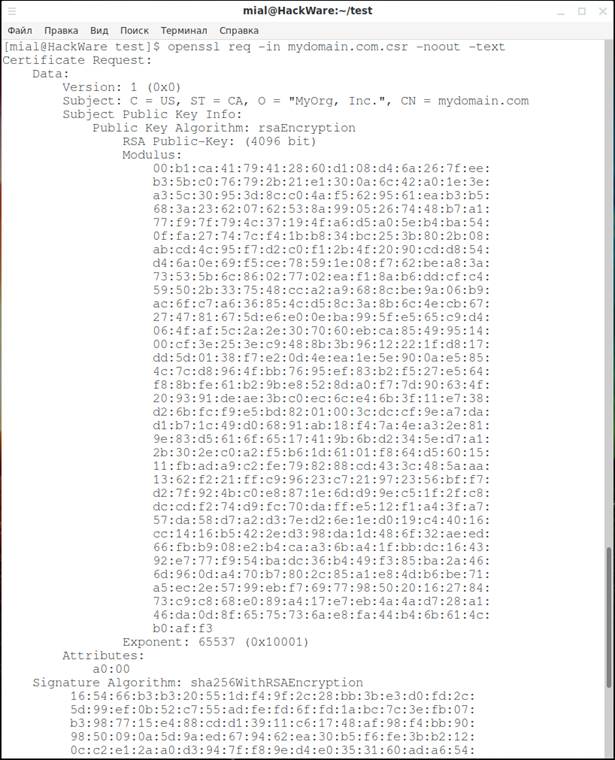 mial@HackWare:~/test
Файл Правка Вид Поиск Терминал Справка
[mial@HackWare test]$ openssl req -in mydomain.com.csr -noout -text
Certificate Request:
Data:
Version: 1 (0x0)
Subject: C = US, ST = CA, O = "MyOrg, Inc.", CN = mydomain.com
Subject Public Key Info:
Public Key Algorithm: rsaEncryption
RSA Public-Key: (4096 bit)
Modulus:
00:b1:ca:41:79:41:28:60:d1:08:d4:6a:26:7f:ee:
b3:5b:c0:76:79:2b:21:e1:30:0a:6c:42:a0:1e:3e:
a3:5c:30:95:3d:8c:c0:4a:f5:62:95:61:ea:b3:b5:
68:3a:23:62:07:62:53:8a:99:05:26:74:48:b7:a1:
77:f9:7f:79:4c:37:19:4f:a6:d5:a0:5e:b4:ba:54:
0f:fa:27:74:7c:f4:1b:b8:34:bc:25:3b:80:2b:08:
ab:cd:4c:95:f7:d2:c0:f1:2b:4f:20:90:cd:d8:54:
d4:6a:0e:69:f5:ce:78:59:1e:08:f7:62:be:a8:3a:
73:53:5b:6c:86:02:77:02:ea:f1:8a:b6:dd:cf:c4:
59:50:2b:33:75:48:cc:a2:a9:68:8c:be:9a:06:b9:
ac:6f:c7:a6:36:85:4c:d5:8c:3a:8b:6c:4e:cb:67:
27:47:81:67:5d:e6:e0:0e:ba:99:5f:e5:65:c9:d4:
06:4f:af:5c:2a:2e:30:70:60:eb:ca:85:49:95:14:
00:cf:3e:25:3e:c9:48:8b:3b:96:12:22:1f:d8:17:
dd:5d:01:38:f7:e2:0d:4e:ea:1e:5e:90:0a:e5:85:
4c:7c:d8:96:4f:bb:76:95:ef:83:b2:f5:27:e5:64:
f8:8b:fe:61:b2:9b:e8:52:8d:a0:f7:7d:90:63:4f:
20:93:91:de:ae:3b:c0:ec:6c:e4:6b:3f:11:e7:38:
d2:6b:fc:f9:e5:bd:82:01:00:3c:dc:cf:9e:a7:da:
d1:b7:1c:49:d0:68:91:ab:18:f4:7a:4e:a3:2e:81:
9e:83:d5:61:6f:65:17:41:9b:6b:d2:34:5e:d7:a1:
2b:30:2e:c0:a2:f5:b6:1d:61:01:f8:64:d5:60:15:
11:fb:ad:a9:c2:fe:79:82:88:cd:43:3c:48:5a:aa:
13:62:f2:21:ff:c9:96:23:c7:21:97:23:56:bf:f7:
d2:7f:92:4b:c0:e8:87:1e:6d:d9:9e:c5:1f:2f:c8:
dc:cd:f2:74:d9:fc:70:da:ff:e5:12:f1:a4:3f:a7:
57:da:58:d7:a2:d3:7e:d2:6e:1e:d0:19:c4:40:16:
cc:14:16:b5:42:2e:d3:98:da:1d:48:6f:32:ae:ed:
66:fb:b9:08:e2:b4:ca:a3:6b:a4:1f:bb:dc:16:43:
92:e7:77:f9:54:ba:dc:36:b4:49:f3:85:ba:2a:46:
6d:96:0d:a4:70:b7:80:2c:85:a1:e8:4d:b6:be:71:
a5:ec:2e:57:99:eb:f7:69:77:98:50:20:16:27:84:
73:c9:c8:68:e0:89:a4:17:e7:eb:4a:4a:d7:28:a1:
46:da:0d:8f:65:75:73:6a:e8:fa:44:b4:6b:61:4c:
b0:af:f3
Exponent: 65537 (0x10001)
Attributes:
a0:00
Signature Algorithm: sha256WithRSAEncryption
16:54:66:b3:b3:20:55:1d:f4:9f:2c:28:bb:3b:e3:d0:fd:2c:
5d:99:ef:0b:52:c7:55:ad:fe:fd:6f:fd:1a:bc:7c:3e:fb:07:
b3:98:77:15:e4:88:cd:d1:39:11:c6:17:48:af:98:f4:bb:90:
98:50:09:0a:5d:9a:ed:67:94:62:ea:30:b5:f6:fe:3b:b2:12:
0c:c2:e1:2a:a0:d3:94:7f:f8:9e:d4:e0:35:31:60:ad:a6:54: